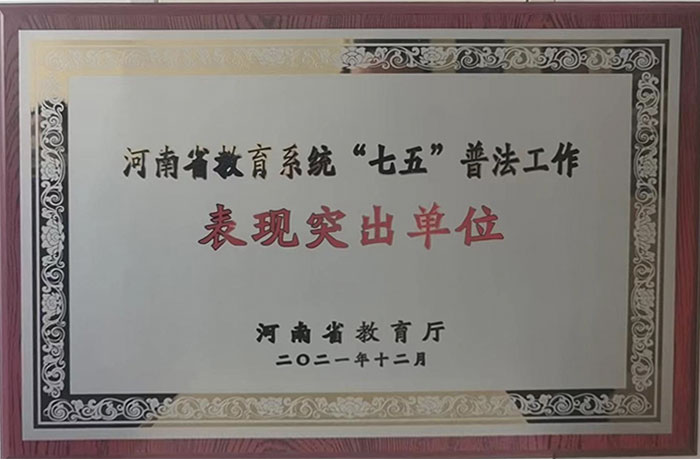 河南省教育系统“七五”普法工作
表现突出单位
河南省教育厅
二〇二一年十二月